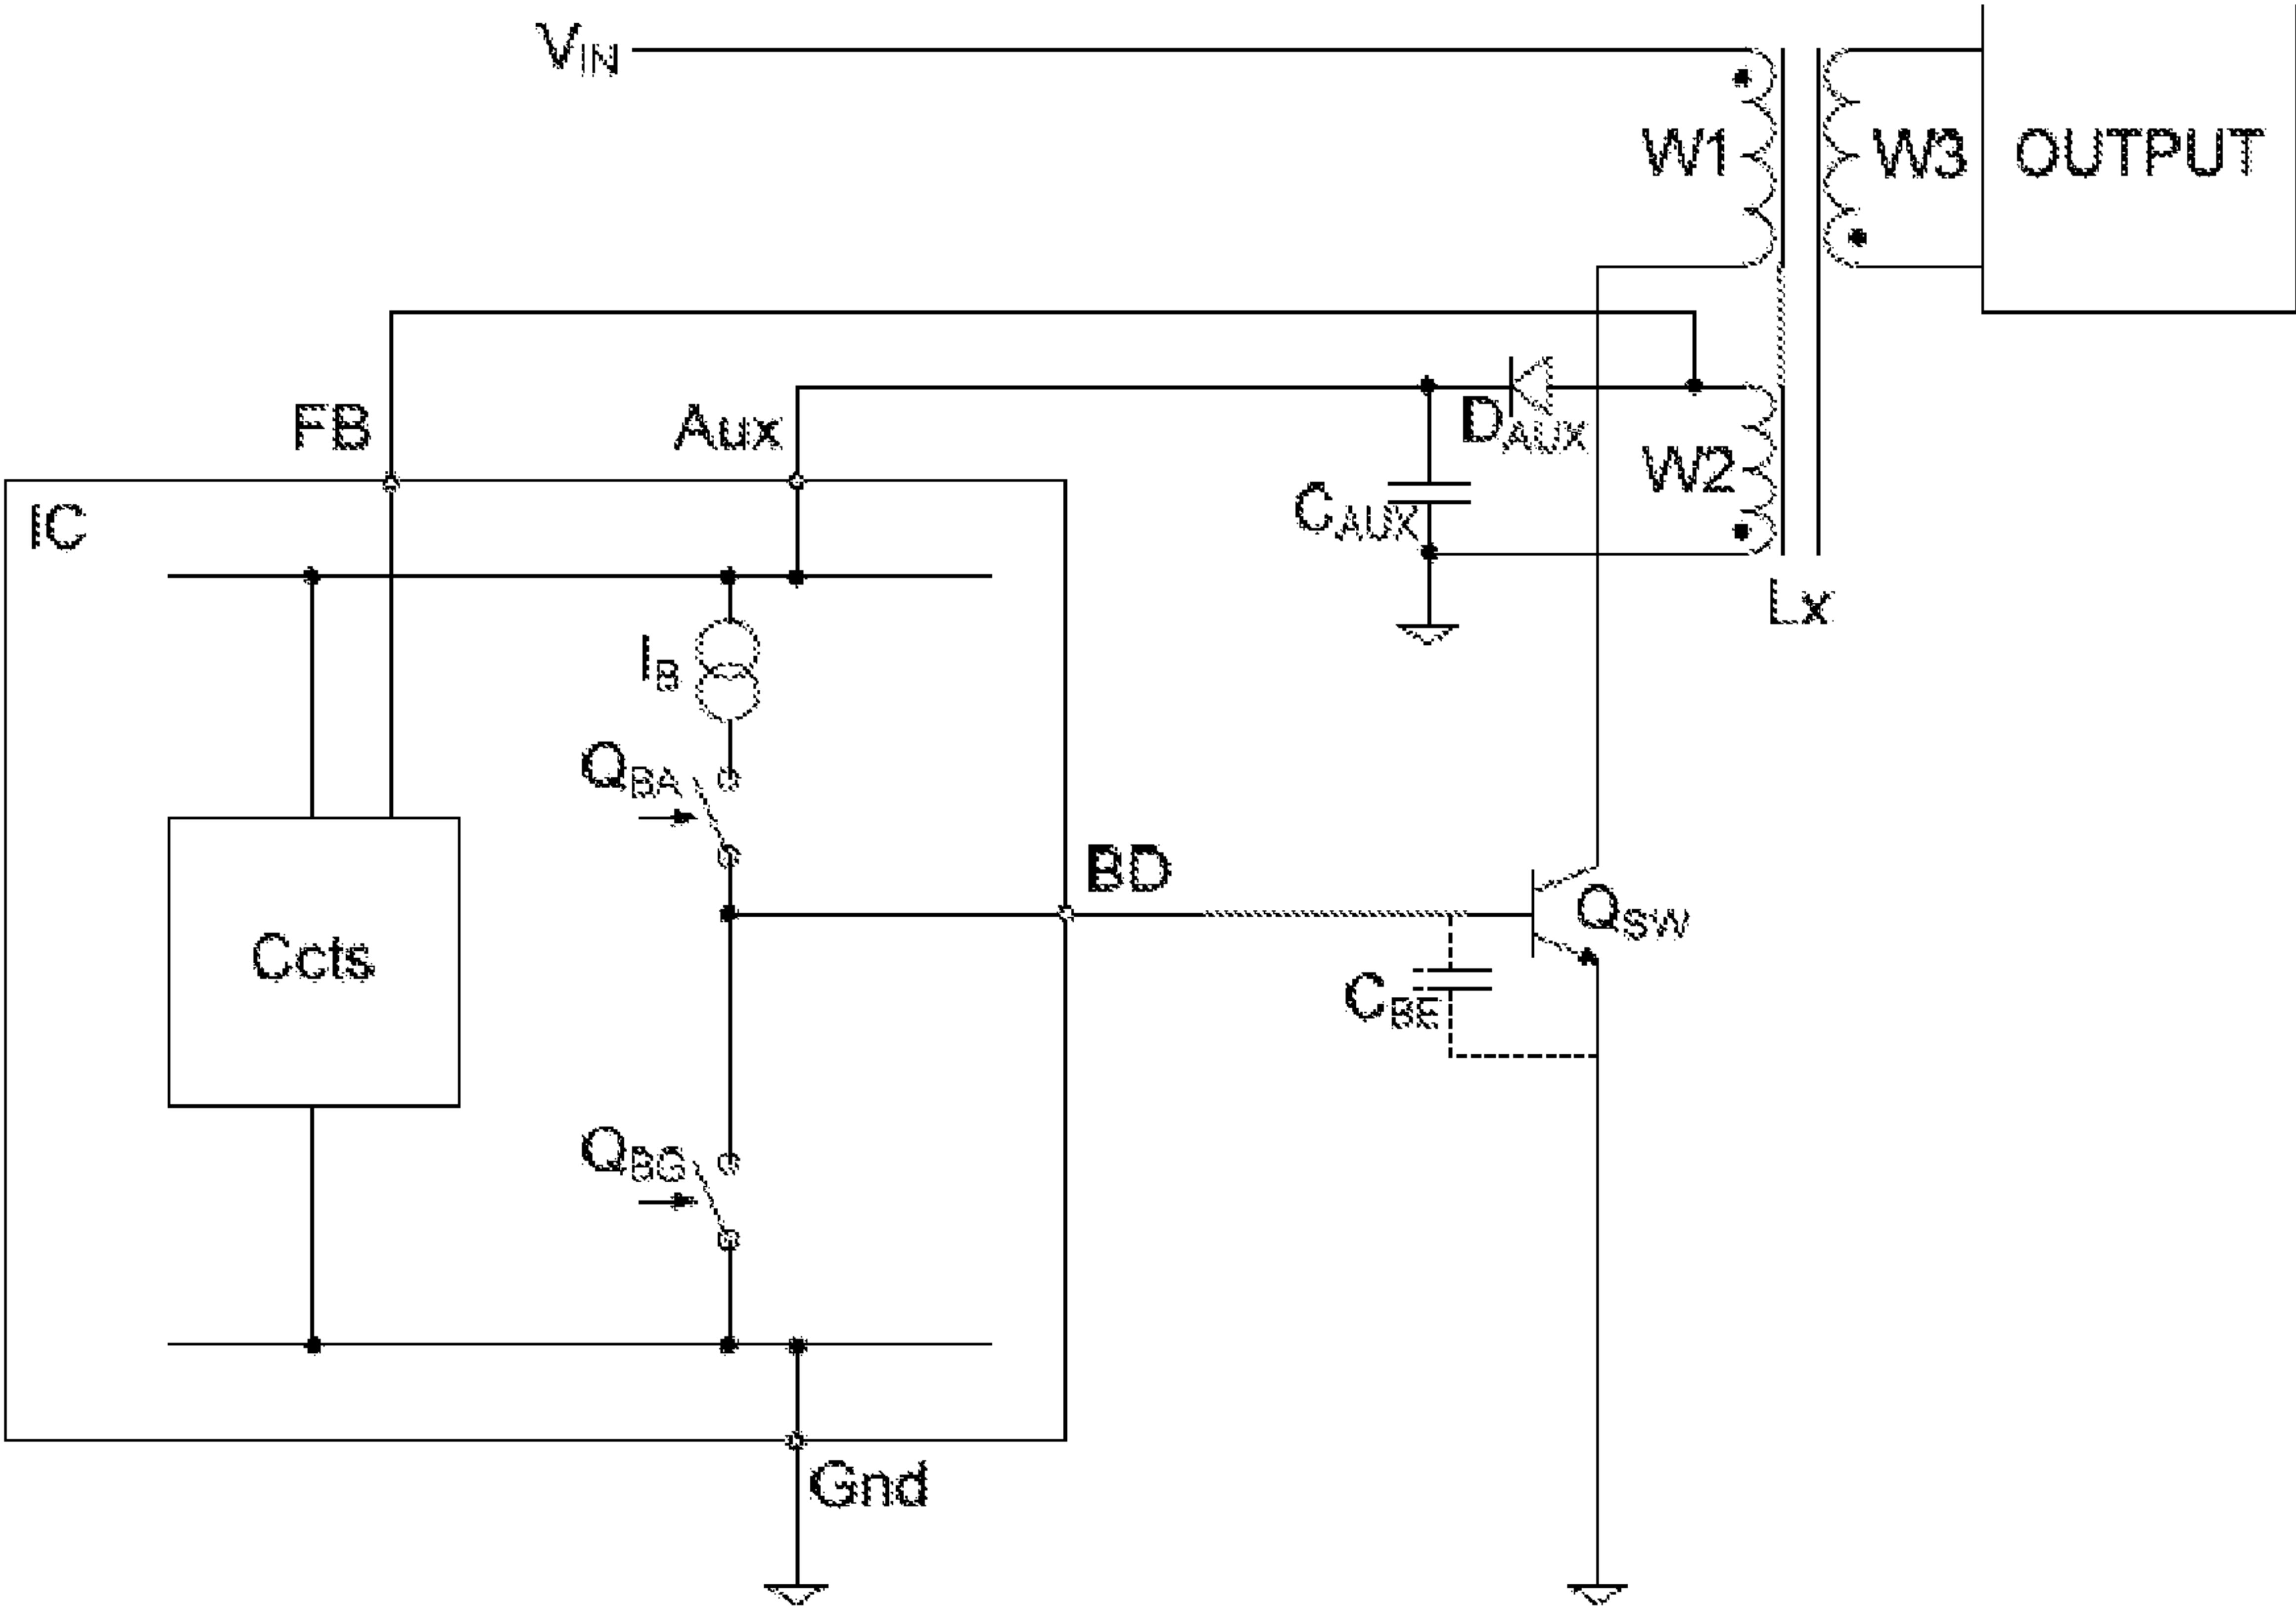 VIN
W1
W3
OUTPUT
FB
Aux
DAUX
W2
IC
CAUX
Lx
IB
QBA
BD
QSW
Ccts
CBE
QBG
Gnd